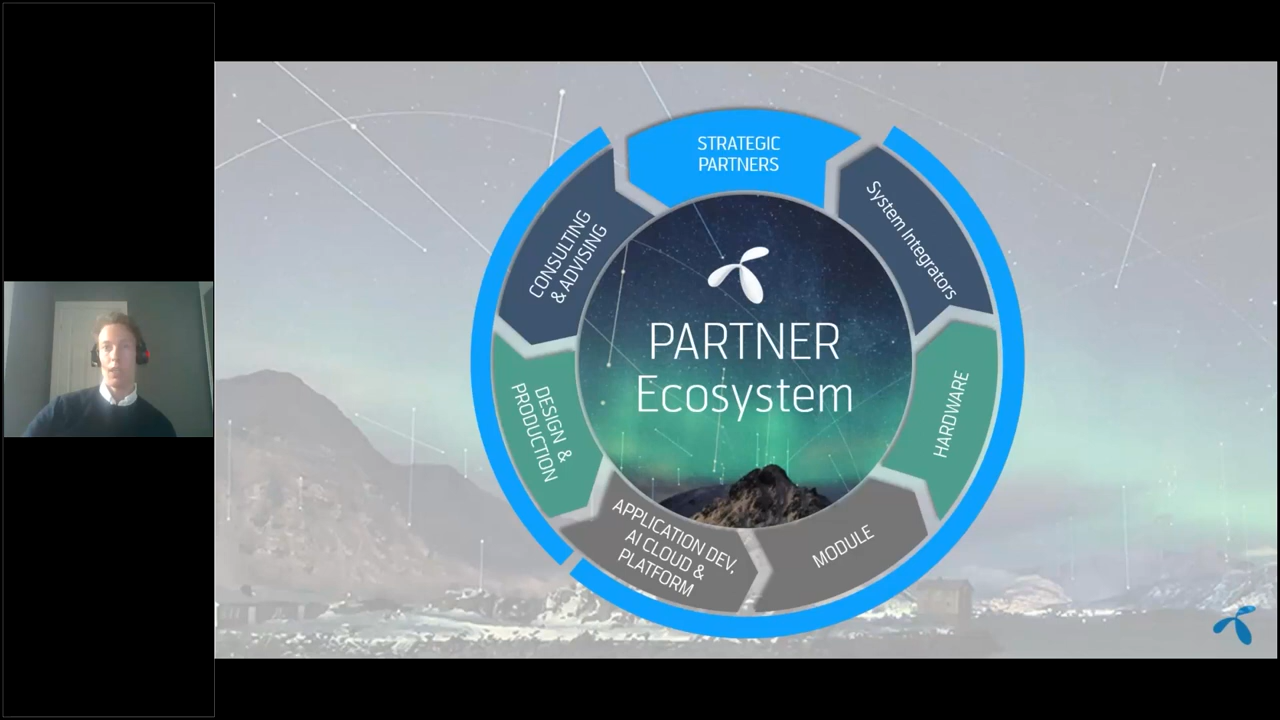 STRATEGIC
PARTNERS
System Integrators
HARDWARE
MODULE
APPLICATION DEV,
AI CLOUD &
PLATFORM
DESIGN &
PRODUCTION
CONSULTING
& ADVISING
PARTNER
Ecosystem